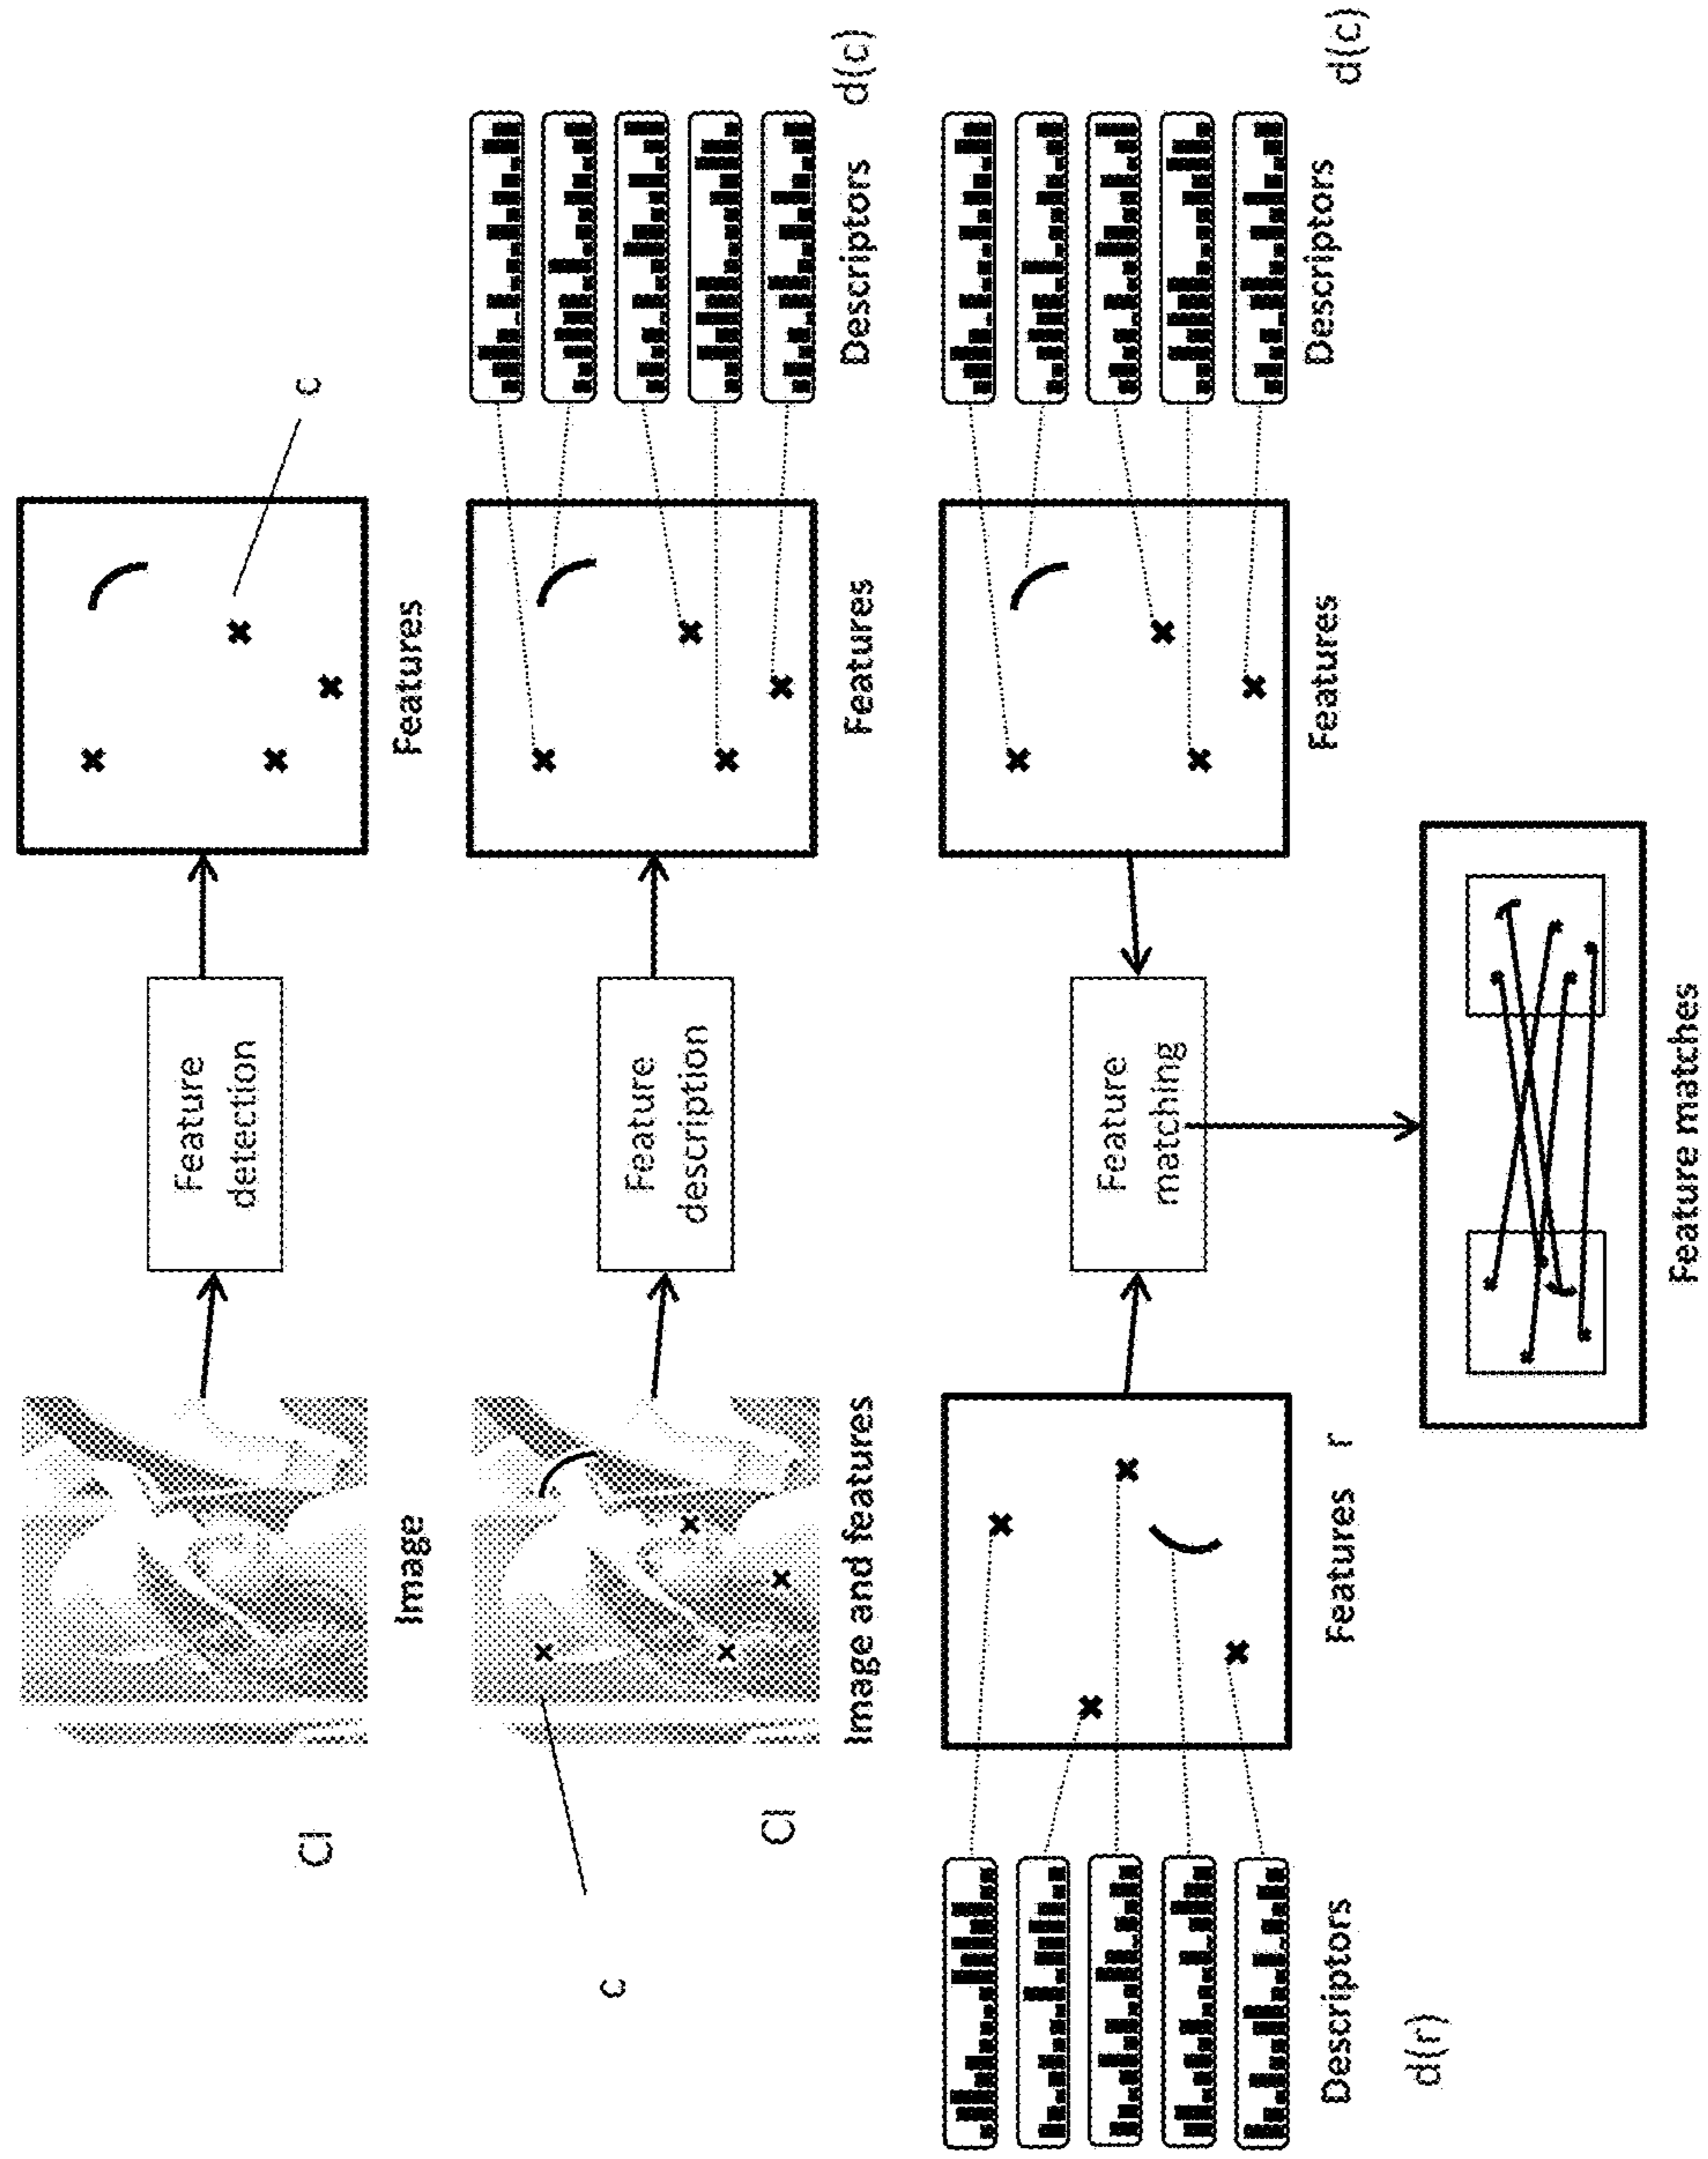 CI
Image
Feature
detection
Features
c
c
CI
Image and features
Feature
description
Features
Descriptors
d(c)
Descriptors
d(r)
Features r
Feature
matching
Features
Descriptors
d(c)
Feature matches